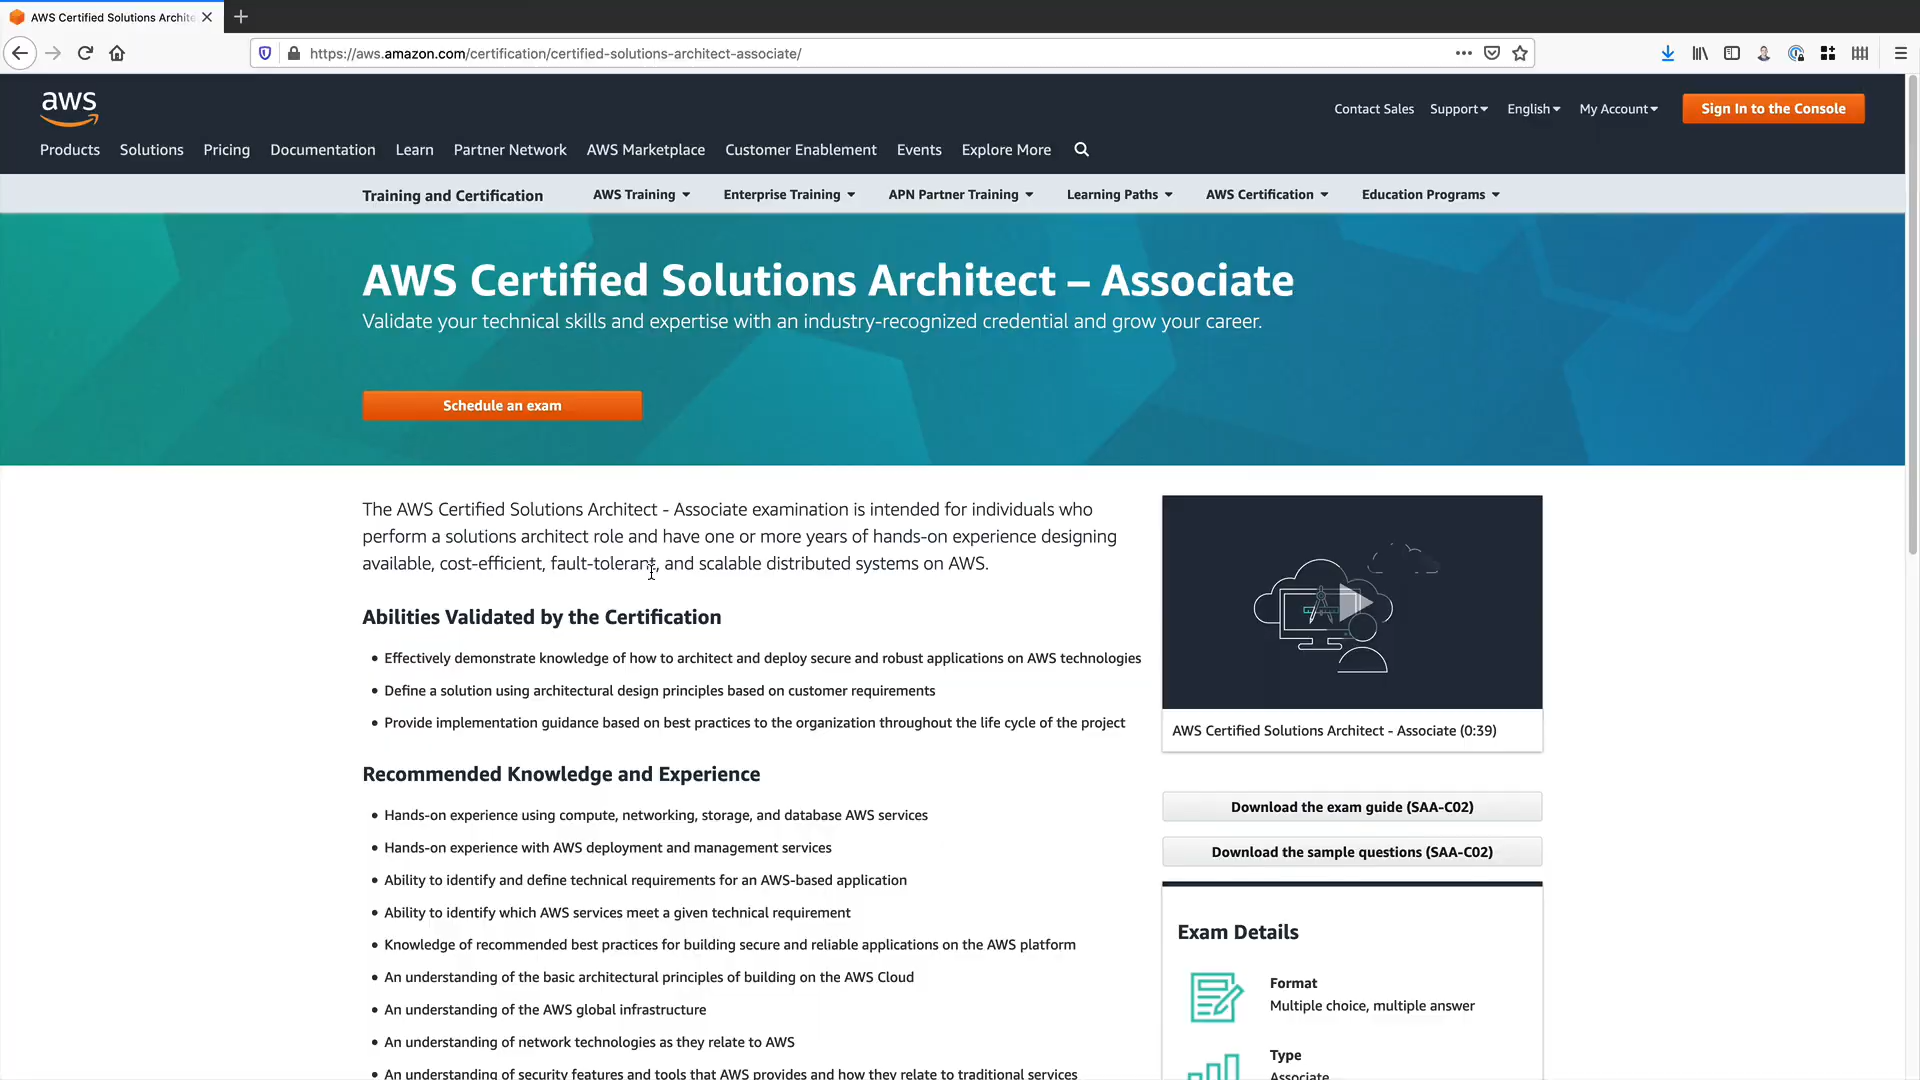 AWS Certified Solutions Archite
https://aws.amazon.com/certification/certified-solutions-architect-associate/
aws
Contact Sales Support English My Account Sign In to the Console
Products Solutions Pricing Documentation Learn Partner Network AWS Marketplace Customer Enablement Events Explore More
Training and Certification AWS Training Enterprise Training APN Partner Training Learning Paths AWS Certification Education Programs
AWS Certified Solutions Architect – Associate
Validate your technical skills and expertise with an industry-recognized credential and grow your career.
Schedule an exam
The AWS Certified Solutions Architect - Associate examination is intended for individuals who
perform a solutions architect role and have one or more years of hands-on experience designing
available, cost-efficient, fault-tolerant, and scalable distributed systems on AWS.
Abilities Validated by the Certification
• Effectively demonstrate knowledge of how to architect and deploy secure and robust applications on AWS technologies
• Define a solution using architectural design principles based on customer requirements
• Provide implementation guidance based on best practices to the organization throughout the life cycle of the project
Recommended Knowledge and Experience
• Hands-on experience using compute, networking, storage, and database AWS services
• Hands-on experience with AWS deployment and management services
• Ability to identify and define technical requirements for an AWS-based application
• Ability to identify which AWS services meet a given technical requirement
• Knowledge of recommended best practices for building secure and reliable applications on the AWS platform
• An understanding of the basic architectural principles of building on the AWS Cloud
• An understanding of the AWS global infrastructure
• An understanding of network technologies as they relate to AWS
• An understanding of security features and tools that AWS provides and how they relate to traditional services
AWS Certified Solutions Architect - Associate (0:39)
Download the exam guide (SAA-C02)
Download the sample questions (SAA-C02)
Exam Details
Format
Multiple choice, multiple answer
Type
Associate